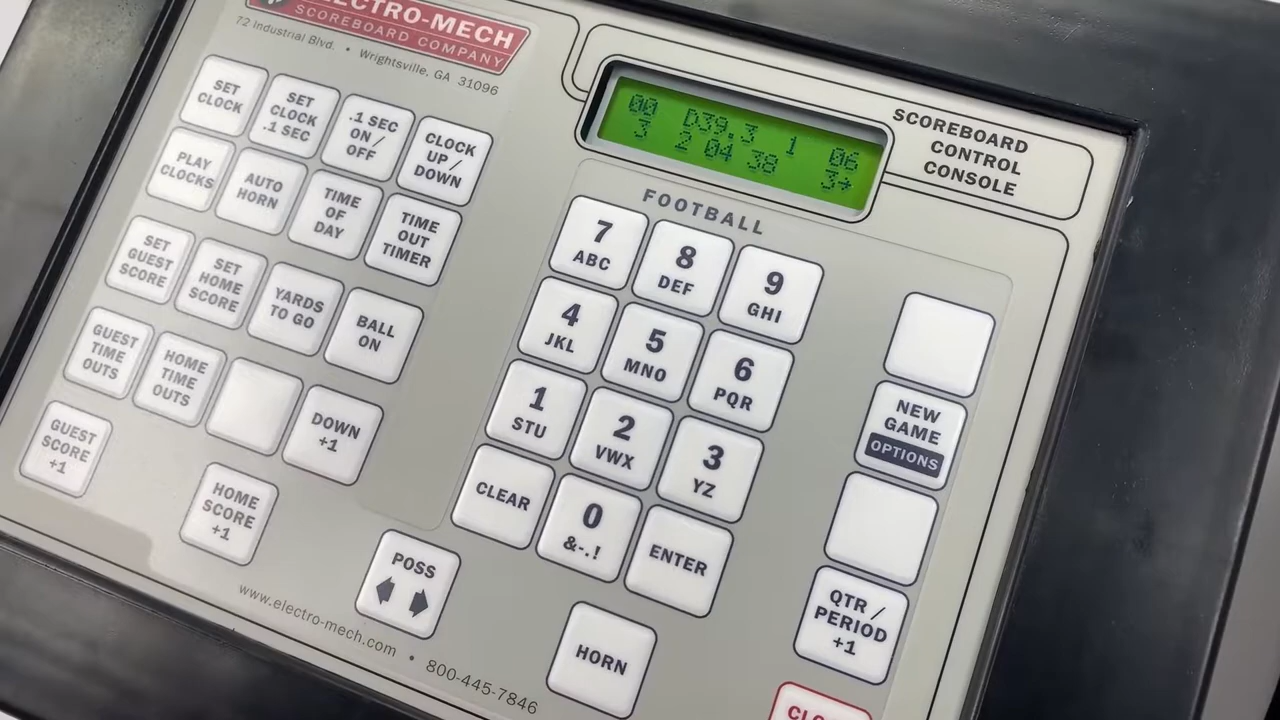 ELECTRO-MECH
SCOREBOARD COMPANY
72 Industrial Blvd. • Wrightsville, GA 31096
00 D39.3 1 06
3 2 04 38 3→
SCOREBOARD
CONTROL
CONSOLE
SET
CLOCK
SET
CLOCK
.1 SEC
.1 SEC
ON /
OFF
CLOCK
UP /
DOWN
PLAY
CLOCKS
AUTO
HORN
TIME
OF
DAY
TIME
OUT
TIMER
SET
GUEST
SCORE
SET
HOME
SCORE
YARDS
TO GO
BALL
ON
GUEST
TIME
OUTS
HOME
TIME
OUTS
DOWN
+1
GUEST
SCORE
+1
HOME
SCORE
+1
POSS
FOOTBALL
7
ABC
8
DEF
9
GHI
4
JKL
5
MNO
6
PQR
1
STU
2
VWX
3
YZ
CLEAR
0
&-.!
ENTER
HORN
NEW
GAME
OPTIONS
QTR /
PERIOD
+1
www.electro-mech.com • 800-445-7846